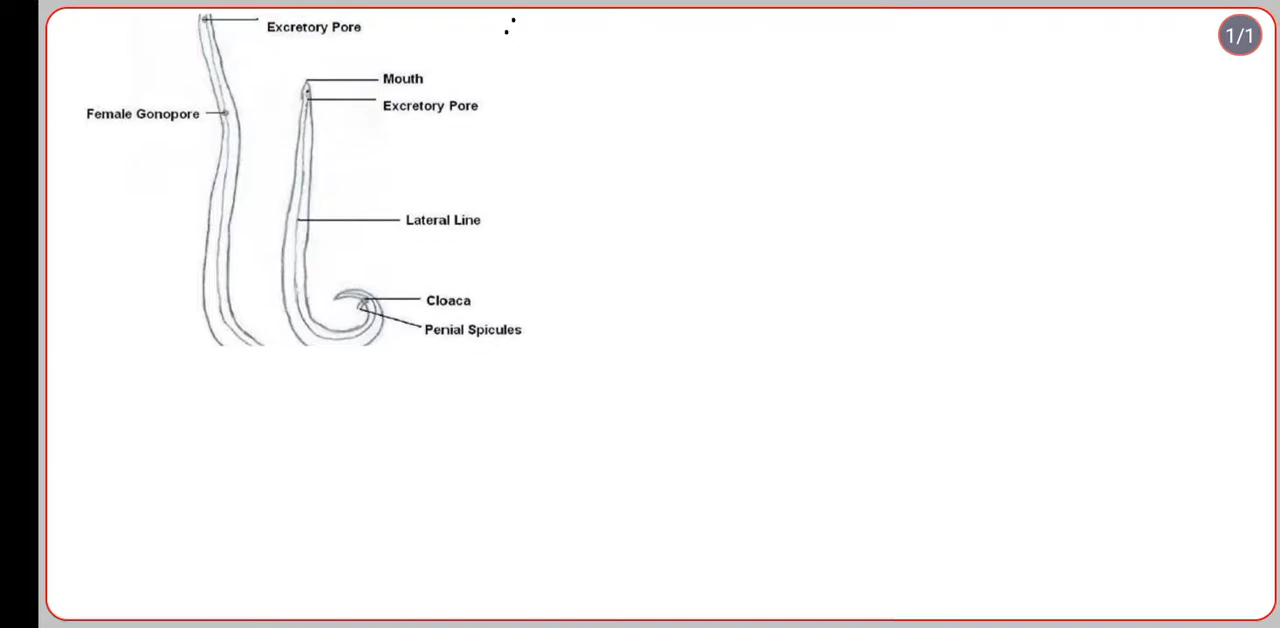 1/1
Excretory Pore
Mouth
Excretory Pore
Female Gonopore
Lateral Line
Cloaca
Penial Spicules